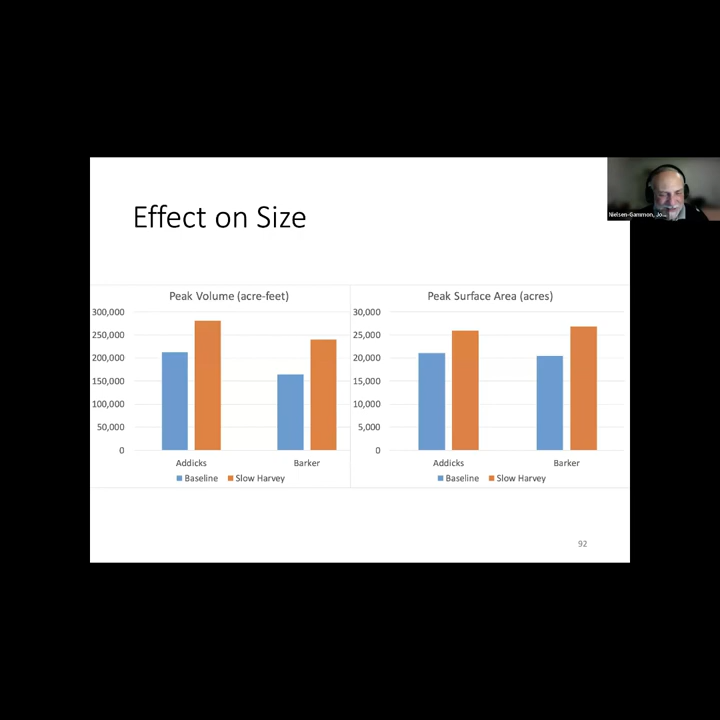 Effect on Size
Nielsen-Gammon, Jo...
Peak Volume (acre-feet)
300,000
250,000
200,000
150,000
100,000
50,000
0
Addicks
Barker
Baseline
Slow Harvey
Peak Surface Area (acres)
30,000
25,000
20,000
15,000
10,000
5,000
0
Addicks
Barker
Baseline
Slow Harvey
92